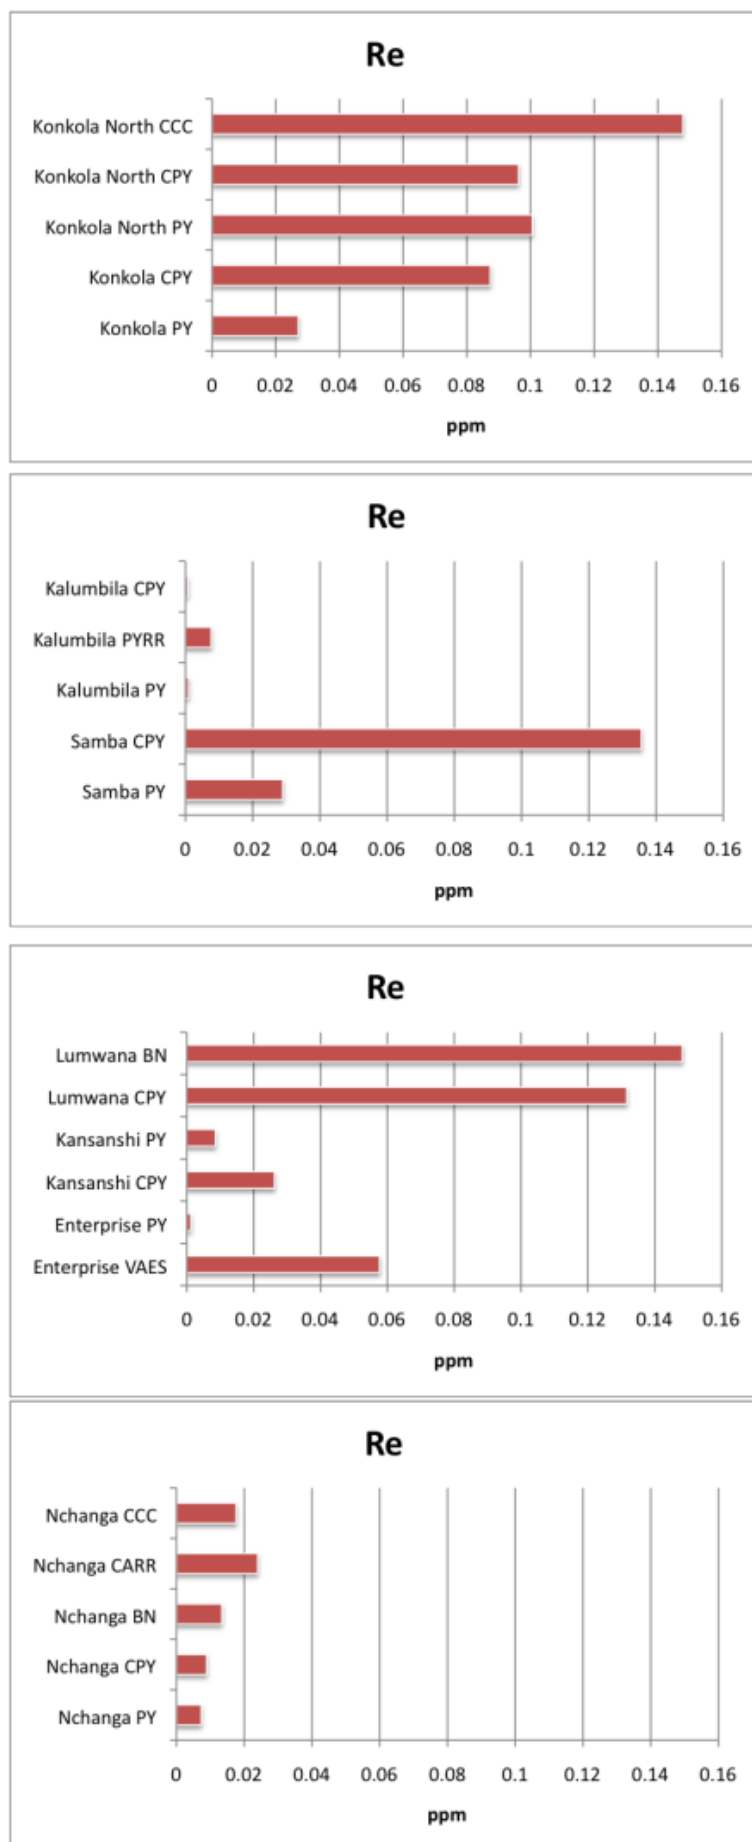 Re
Konkola North CCC
Konkola North CPY
Konkola North PY
Konkola CPY
Konkola PY
0 0.02 0.04 0.06 0.08 0.1 0.12 0.14 0.16
ppm
Re
Kalumbila CPY
Kalumbila PYRR
Kalumbila PY
Samba CPY
Samba PY
0 0.02 0.04 0.06 0.08 0.1 0.12 0.14 0.16
ppm
Re
Lumwana BN
Lumwana CPY
Kansanshi PY
Kansanshi CPY
Enterprise PY
Enterprise VAES
0 0.02 0.04 0.06 0.08 0.1 0.12 0.14 0.16
ppm
Re
Nchanga CCC
Nchanga CARR
Nchanga BN
Nchanga CPY
Nchanga PY
0 0.02 0.04 0.06 0.08 0.1 0.12 0.14 0.16
ppm